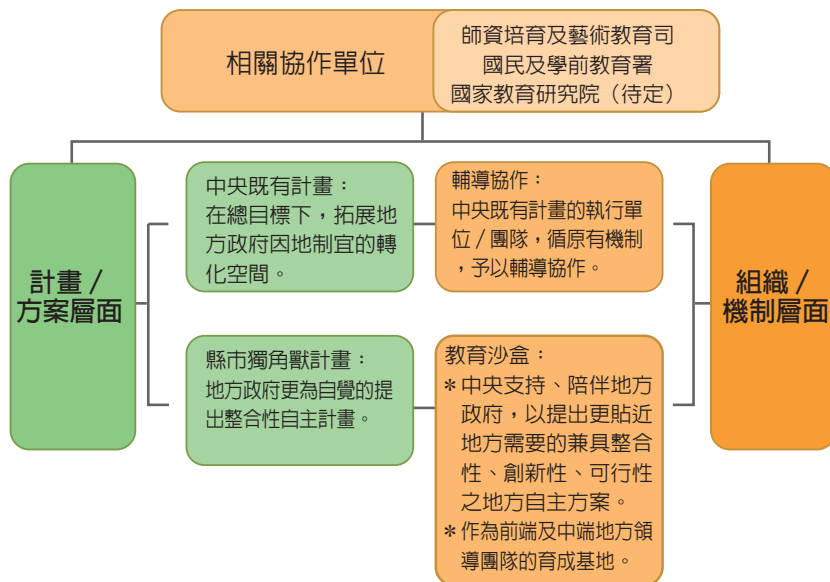 相關協作單位
師資培育及藝術教育司
國民及學前教育署
國家教育研究院（待定）
計畫／
方案層面
中央既有計畫：
在總目標下，拓展地
方政府因地制宜的轉
化空間。
輔導協作：
中央既有計畫的執行單
位／團隊，循原有機制
，予以輔導協作。
縣市獨角獸計畫：
地方政府更為自覺的提
出整合性自主計畫。
教育沙盒：
＊中央支持、陪伴地方
政府，以提出更貼近
地方需要的兼具整合
性、創新性、可行性
之地方自主方案。
＊作為前端及中端地方領
導團隊的育成基地。
組織／
機制層面